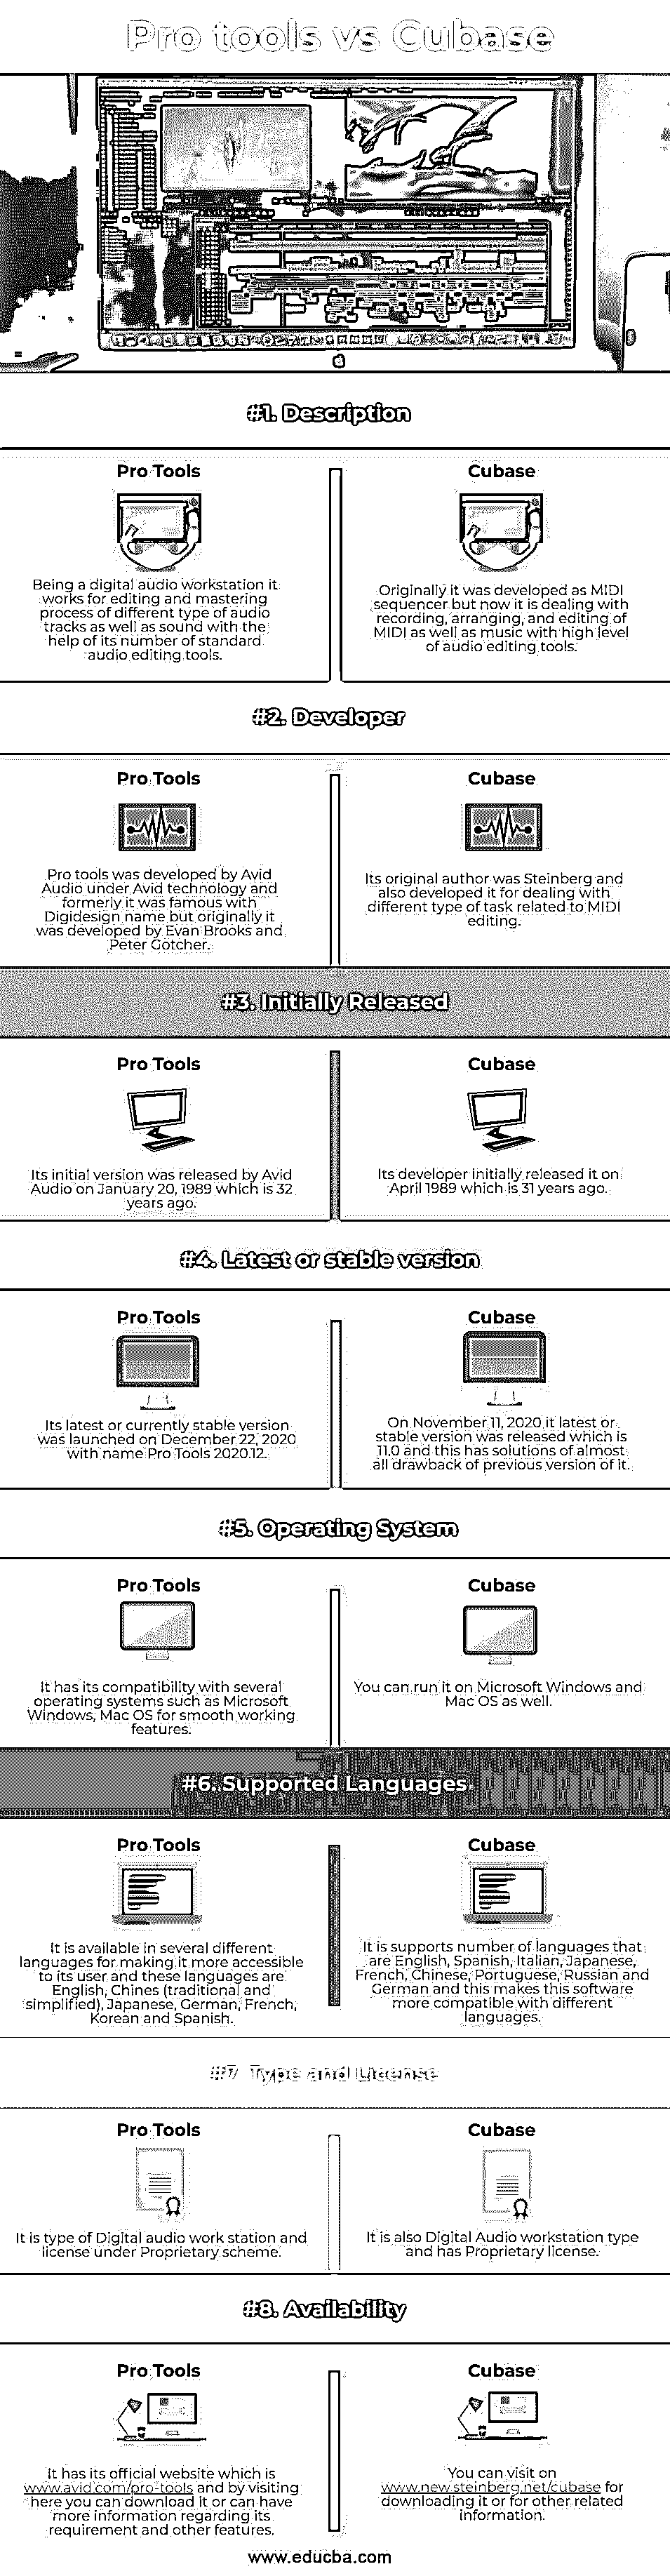 Pro tools vs Cubase
#1. Description
Pro Tools
Being a digital audio workstation it
works for editing and mastering
process of different type of audio
tracks as well as sound with the
help of its number of standard
audio editing tools.
Cubase
Originally it was developed as MIDI
sequencer but now it is dealing with
recording, arranging, and editing of
MIDI as well as music with high level
of audio editing tools.
#2. Developer
Pro Tools
Pro tools was developed by Avid
Audio under Avid technology and
formerly it was famous with
Digidesign name but originally it
was developed by Evan Brooks and
Peter Gotcher.
Cubase
Its original author was Steinberg and
also developed it for dealing with
different type of task related to MIDI
editing.
#3. Initially Released
Pro Tools
Its initial version was released by Avid
Audio on January 20, 1989 which is 32
years ago.
Cubase
Its developer initially released it on
April 1989 which is 31 years ago.
#4. Latest or stable version
Pro Tools
Its latest or currently stable version
was launched on December 22, 2020
with name Pro Tools 2020.12.
Cubase
On November 11, 2020 it latest or
stable version was released which is
11.0 and this has solutions of almost
all drawback of previous version of it.
#5. Operating System
Pro Tools
It has its compatibility with several
operating systems such as Microsoft
Windows, Mac OS for smooth working
features.
Cubase
You can run it on Microsoft Windows and
Mac OS as well.
#6. Supported Languages
Pro Tools
It is available in several different
languages for making it more accessible
to its user and these languages are
English, Chines (traditional and
simplified), Japanese, German, French,
Korean and Spanish.
Cubase
It is supports number of languages that
are English, Spanish, Italian, Japanese,
French, Chinese, Portuguese, Russian and
German and this makes this software
more compatible with different
languages.
#7. Type and License
Pro Tools
It is type of Digital audio work station and
license under Proprietary scheme.
Cubase
It is also Digital Audio workstation type
and has Proprietary license.
#8. Availability
Pro Tools
It has its official website which is
www.avid.com/pro-tools and by visiting
here you can download it or can have
more information regarding its
requirement and other features.
Cubase
You can visit on
www.new.steinberg.net/cubase for
downloading it or for other related
information.
www.educba.com